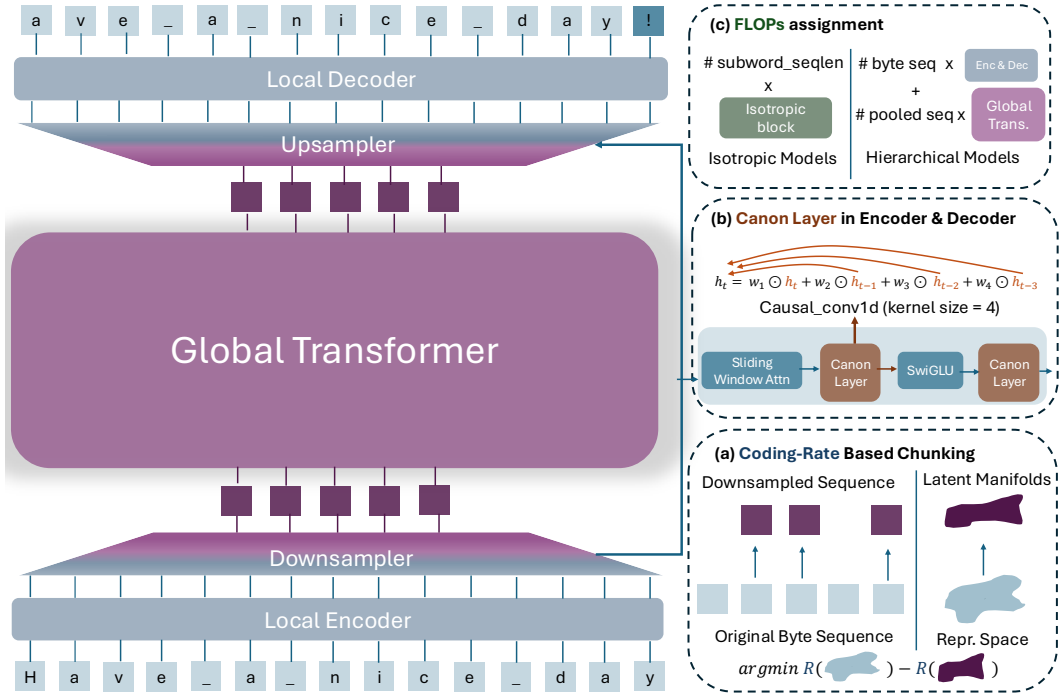 a v e _ a _ n i c e _ d a y !
Local Decoder
Upsampler
Global Transformer
Downsampler
Local Encoder
H a v e _ a _ n i c e _ d a y
(c) FLOPs assignment
# subword_seqlen
x
Isotropic
block
Isotropic Models
# byte seq x Enc & Dec
+
# pooled seq x Global
Trans.
Hierarchical Models
(b) Canon Layer in Encoder & Decoder
h_t = w_1 ⊙ h_t + w_2 ⊙ h_{t−1} + w_3 ⊙ h_{t−2} + w_4 ⊙ h_{t−3}
Causal_conv1d (kernel size = 4)
Sliding
Window Attn
Canon
Layer
SwiGLU
Canon
Layer
(a) Coding-Rate Based Chunking
Downsampled Sequence
Latent Manifolds
Original Byte Sequence
Repr. Space
argmin R( ) − R( )